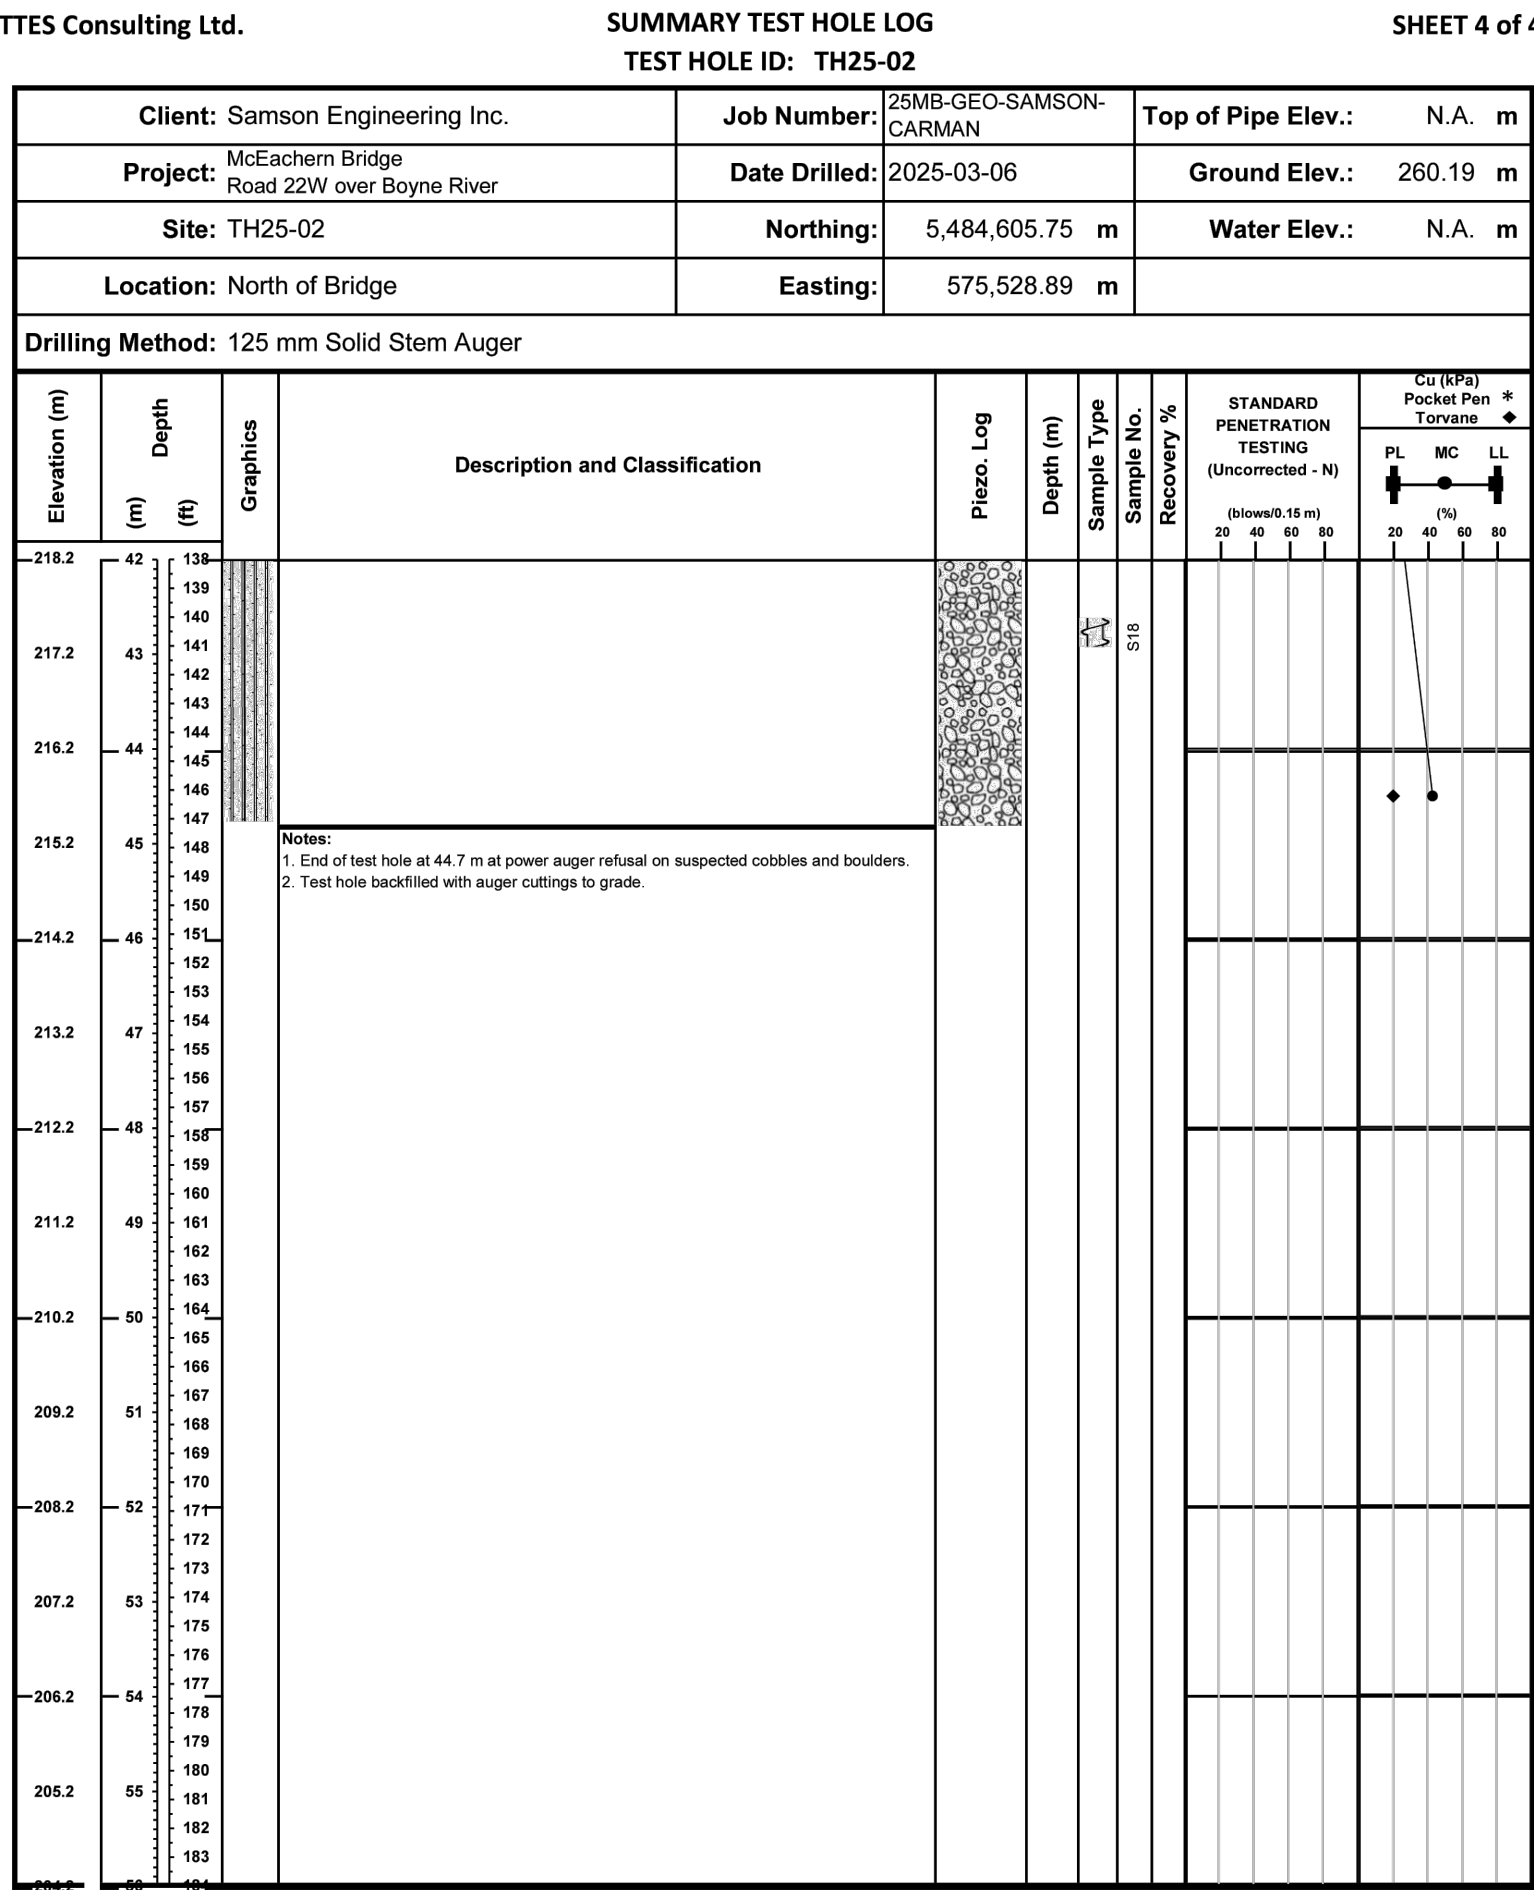 TTES Consulting Ltd.
SUMMARY TEST HOLE LOG
SHEET 4 of 4
TEST HOLE ID: TH25-02
Client: Samson Engineering Inc.
Job Number: 25MB-GEO-SAMSON-
CARMAN
Top of Pipe Elev.: N.A. m
Project: McEachern Bridge
Road 22W over Boyne River
Date Drilled: 2025-03-06
Ground Elev.: 260.19 m
Site: TH25-02
Northing: 5,484,605.75 m
Water Elev.: N.A. m
Location: North of Bridge
Easting: 575,528.89 m
Drilling Method: 125 mm Solid Stem Auger
Elevation (m)
Depth
(m)
(ft)
Graphics
Description and Classification
Piezo. Log
Depth (m)
Sample Type
Sample No.
Recovery %
STANDARD
PENETRATION
TESTING
(Uncorrected - N)
(blows/0.15 m)
20 40 60 80
Cu (kPa)
Pocket Pen *
Torvane ◆
PL MC LL
(%)
20 40 60 80
218.2 42 138
139
140
S18
141
217.2 43
142
143
144
216.2 44
145
146
147
215.2 45
148
Notes:
1. End of test hole at 44.7 m at power auger refusal on suspected cobbles and boulders.
2. Test hole backfilled with auger cuttings to grade.
149
150
151
214.2 46
152
153
154
213.2 47
155
156
157
212.2 48
158
159
160
211.2 49 161
162
163
164
210.2 50
165
166
167
209.2 51
168
169
170
208.2 52 171
172
173
174
207.2 53
175
176
177
206.2 54
178
179
180
205.2 55
181
182
183
204.2 56 184